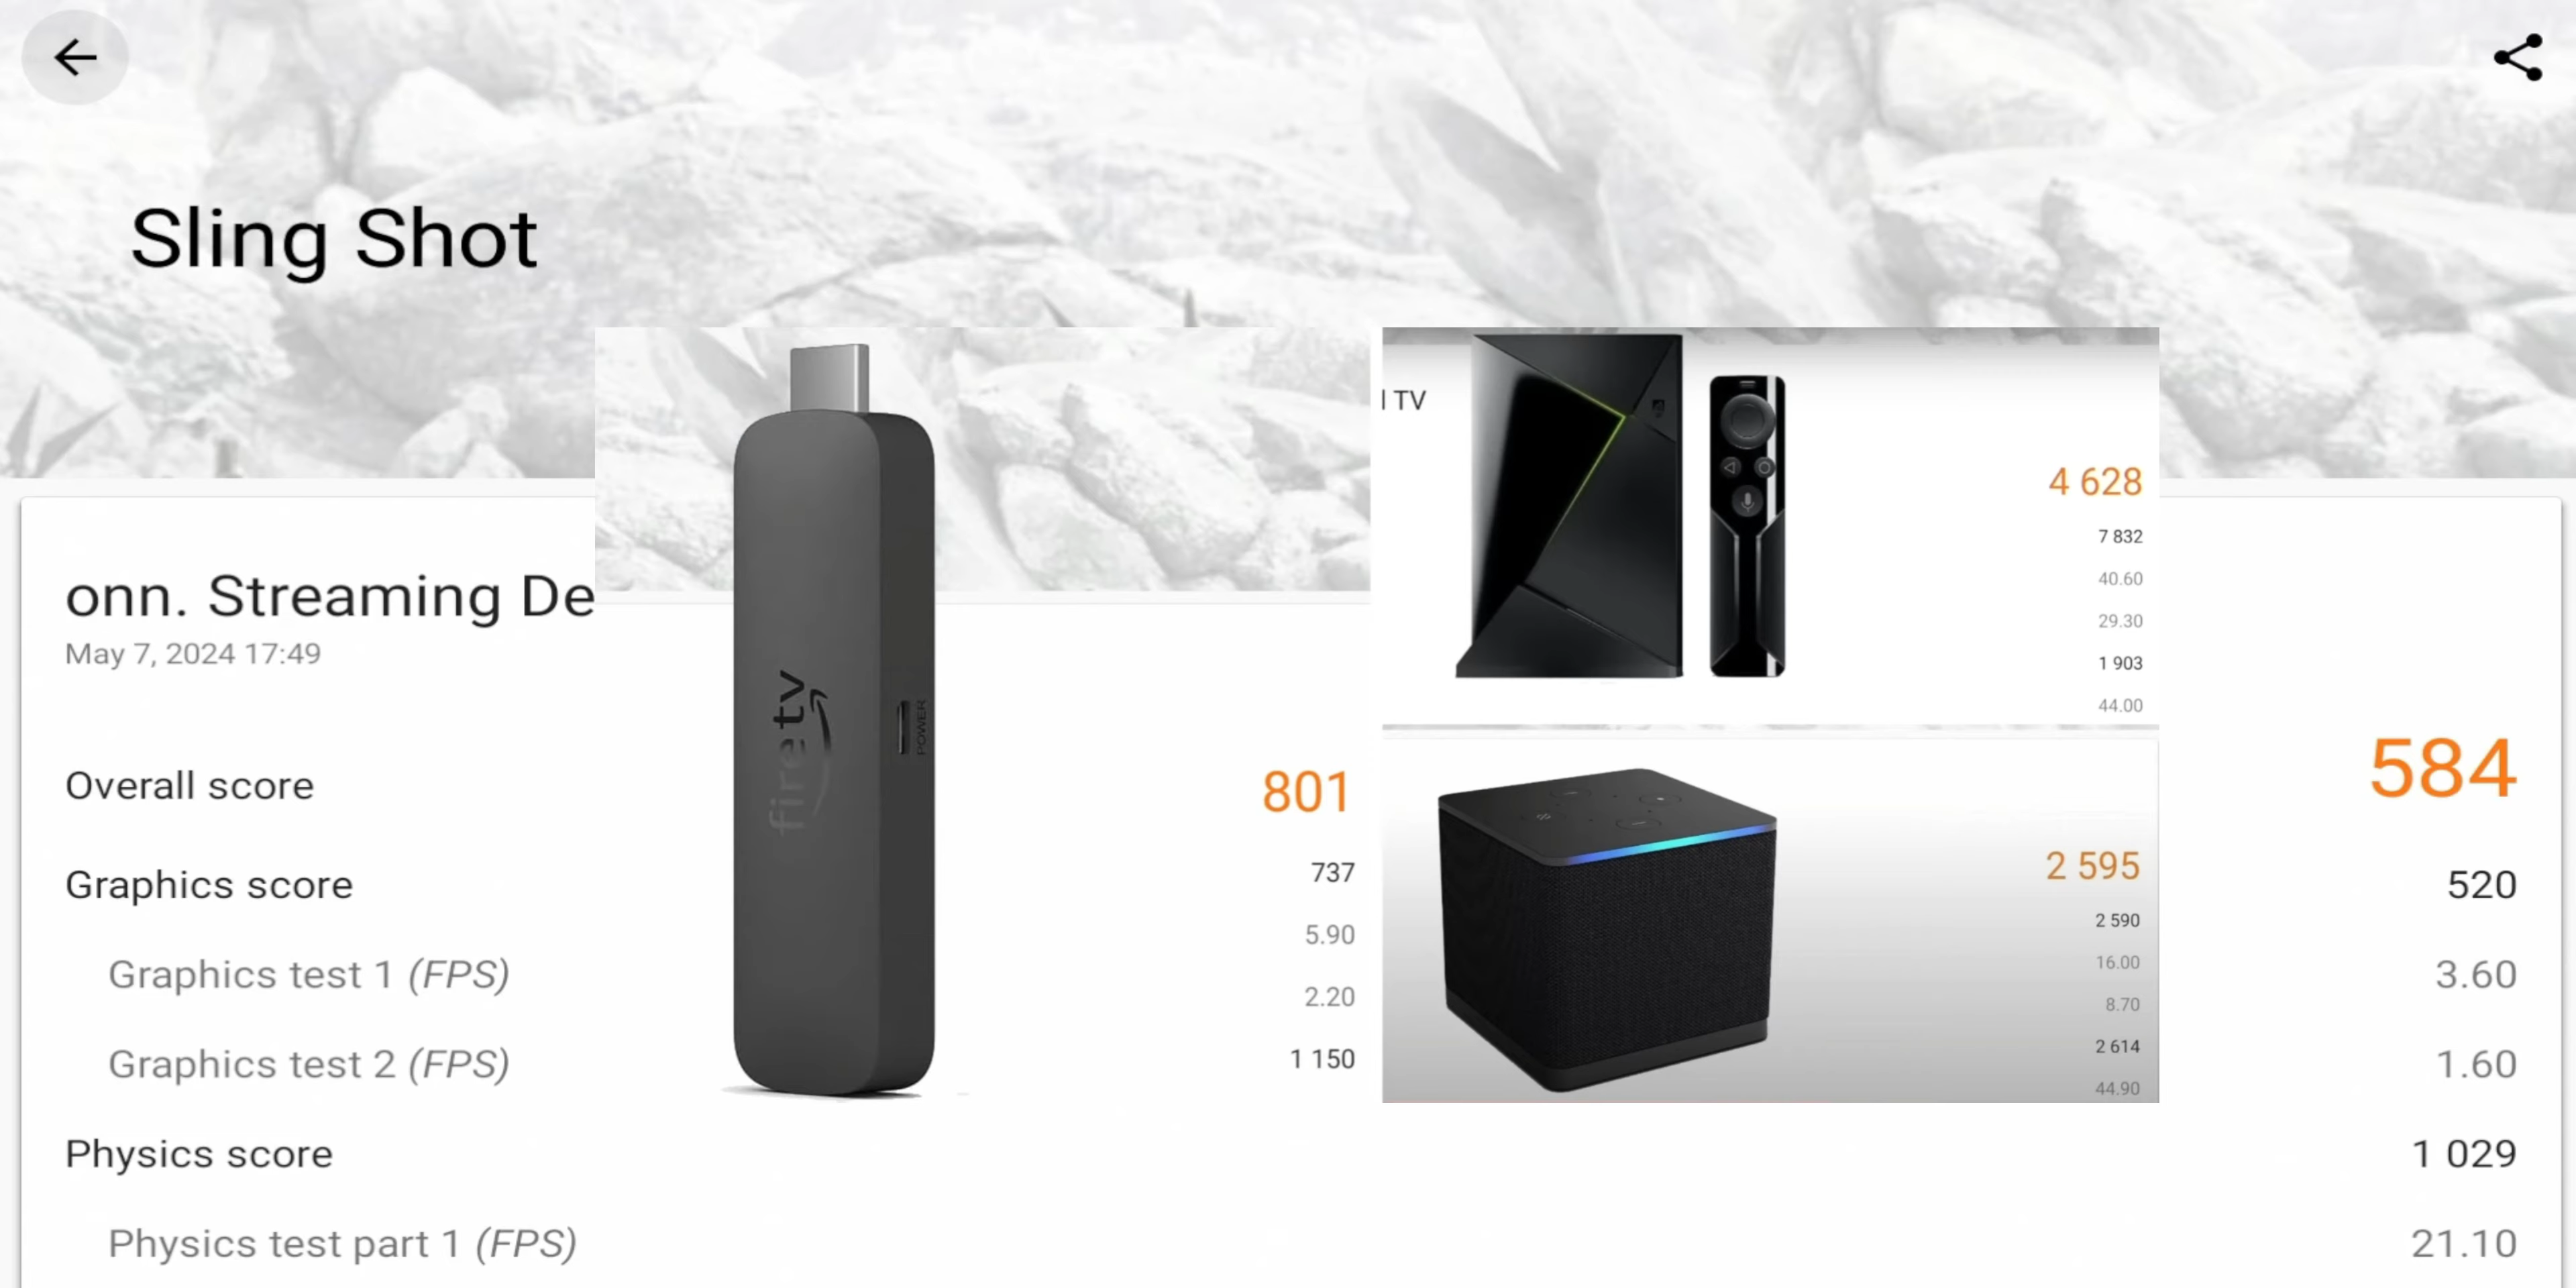 Sling Shot
onn. Streaming De
May 7, 2024 17:49
Overall score
584
Graphics score
520
Graphics test 1 (FPS)
3.60
Graphics test 2 (FPS)
1.60
Physics score
1 029
Physics test part 1 (FPS)
21.10
firetv
POWER
801
737
5.90
2.20
1 150
TV
4 628
7 832
40.60
29.30
1 903
44.00
2 595
2 590
16.00
8.70
2 614
44.90